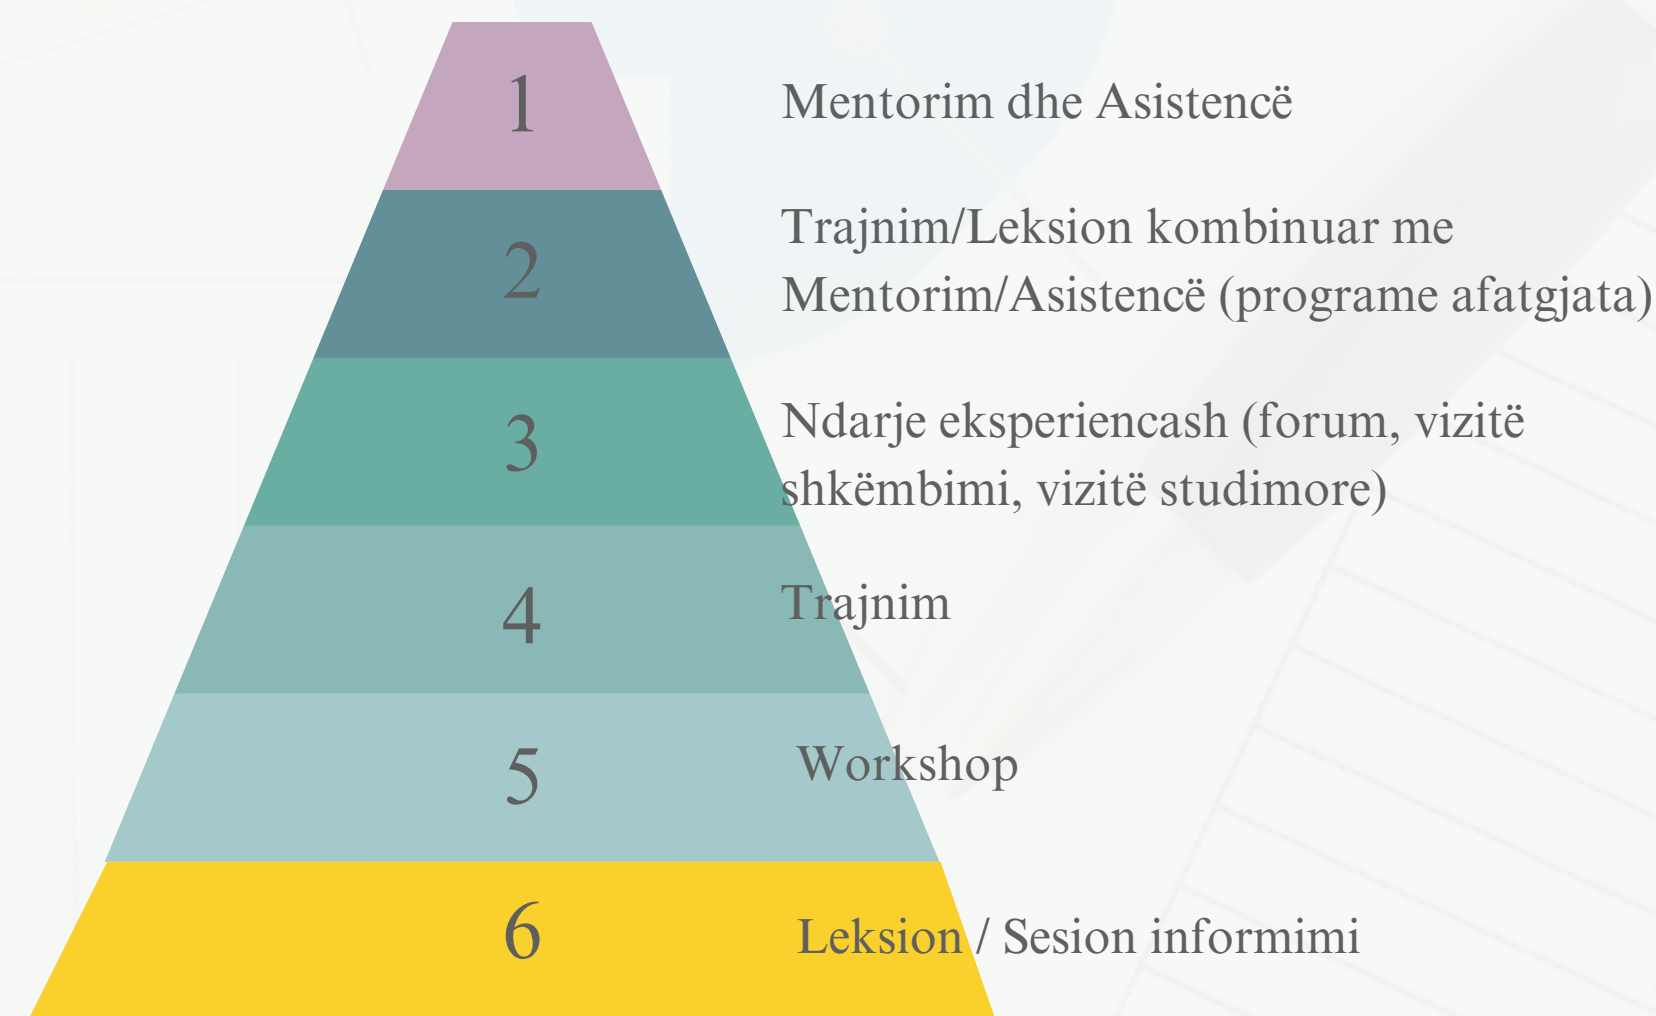 1
Mentorim dhe Asistencë
2
Trajnim/Leksion kombinuar me
Mentorim/Asistencë (programe afatgjata)
3
Ndarje eksperiencash (forum, vizitë
shkëmbimi, vizitë studimore)
4
Trajnim
5
Workshop
6
Leksion / Sesion informimi